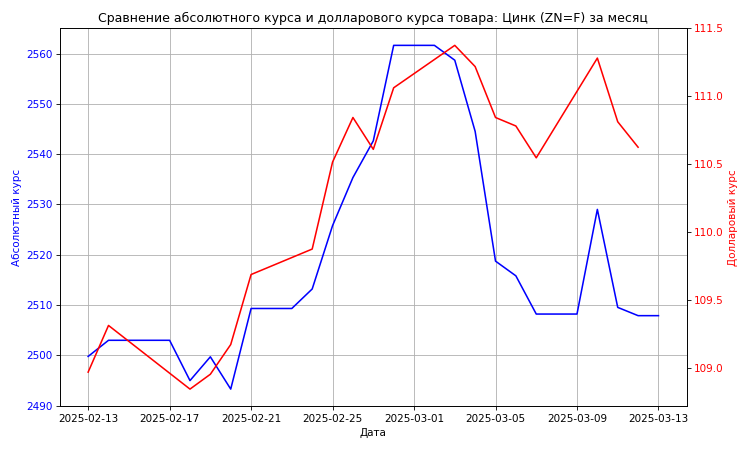 Сравнение абсолютного курса и долларового курса товара: Цинк (ZN=F) за месяц
Абсолютный курс
2560
2550
2540
2530
2520
2510
2500
2490
111.5
111.0
110.5
110.0
109.5
109.0
Долларовый курс
2025-02-13 2025-02-17 2025-02-21 2025-02-25 2025-03-01 2025-03-05 2025-03-09 2025-03-13
Дата